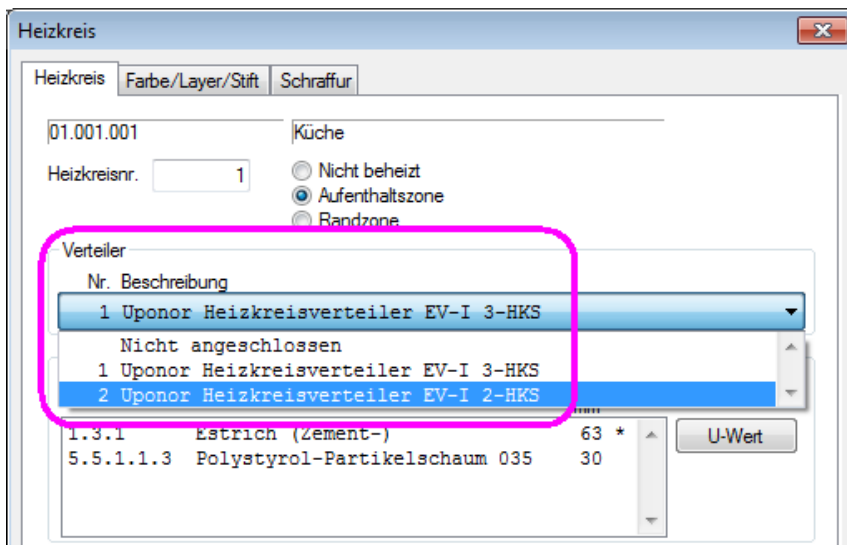 Heizkreis
Heizkreis Farbe/Layer/Stift Schraffur
01.001.001 Küche
Heizkreisnr. 1 Nicht beheizt
Aufenthaltszone
Randzone
Verteiler
Nr. Beschreibung
1 Uponor Heizkreisverteiler EV-I 3-HKS
Nicht angeschlossen
1 Uponor Heizkreisverteiler EV-I 3-HKS
2 Uponor Heizkreisverteiler EV-I 2-HKS
mm
1.3.1 Estrich (Zement-) 63 * U-Wert
5.5.1.1.3 Polystyrol-Partikelschaum 035 30